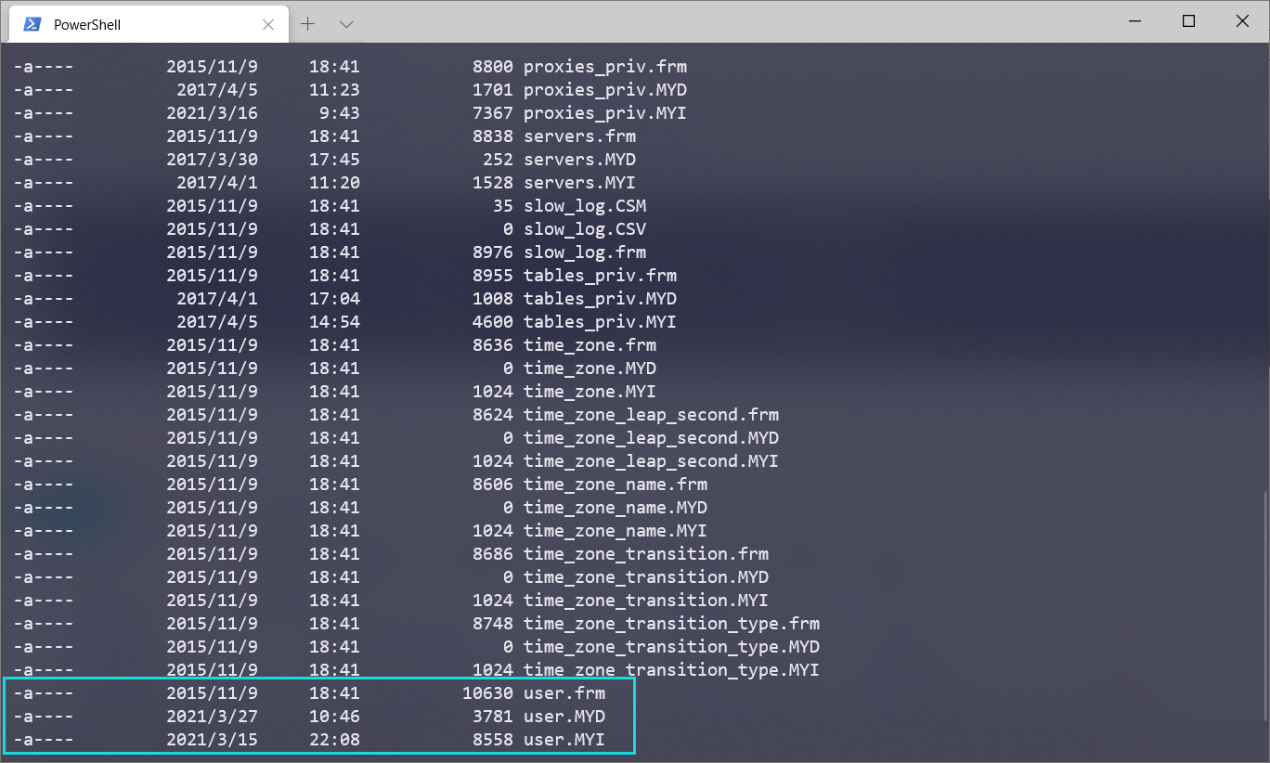 PowerShell
-a---- 2015/11/9 18:41 8800 proxies_priv.frm
-a---- 2017/4/5 11:23 1701 proxies_priv.MYD
-a---- 2021/3/16 9:43 7367 proxies_priv.MYI
-a---- 2015/11/9 18:41 8838 servers.frm
-a---- 2017/3/30 17:45 252 servers.MYD
-a---- 2017/4/1 11:20 1528 servers.MYI
-a---- 2015/11/9 18:41 35 slow_log.CSM
-a---- 2015/11/9 18:41 0 slow_log.CSV
-a---- 2015/11/9 18:41 8976 slow_log.frm
-a---- 2015/11/9 18:41 8955 tables_priv.frm
-a---- 2017/4/1 17:04 1008 tables_priv.MYD
-a---- 2017/4/5 14:54 4600 tables_priv.MYI
-a---- 2015/11/9 18:41 8636 time_zone.frm
-a---- 2015/11/9 18:41 0 time_zone.MYD
-a---- 2015/11/9 18:41 1024 time_zone.MYI
-a---- 2015/11/9 18:41 8624 time_zone_leap_second.frm
-a---- 2015/11/9 18:41 0 time_zone_leap_second.MYD
-a---- 2015/11/9 18:41 1024 time_zone_leap_second.MYI
-a---- 2015/11/9 18:41 8606 time_zone_name.frm
-a---- 2015/11/9 18:41 0 time_zone_name.MYD
-a---- 2015/11/9 18:41 1024 time_zone_name.MYI
-a---- 2015/11/9 18:41 8686 time_zone_transition.frm
-a---- 2015/11/9 18:41 0 time_zone_transition.MYD
-a---- 2015/11/9 18:41 1024 time_zone_transition.MYI
-a---- 2015/11/9 18:41 8748 time_zone_transition_type.frm
-a---- 2015/11/9 18:41 0 time_zone_transition_type.MYD
-a---- 2015/11/9 18:41 1024 time_zone_transition_type.MYI
-a---- 2015/11/9 18:41 10630 user.frm
-a---- 2021/3/27 10:46 3781 user.MYD
-a---- 2021/3/15 22:08 8558 user.MYI